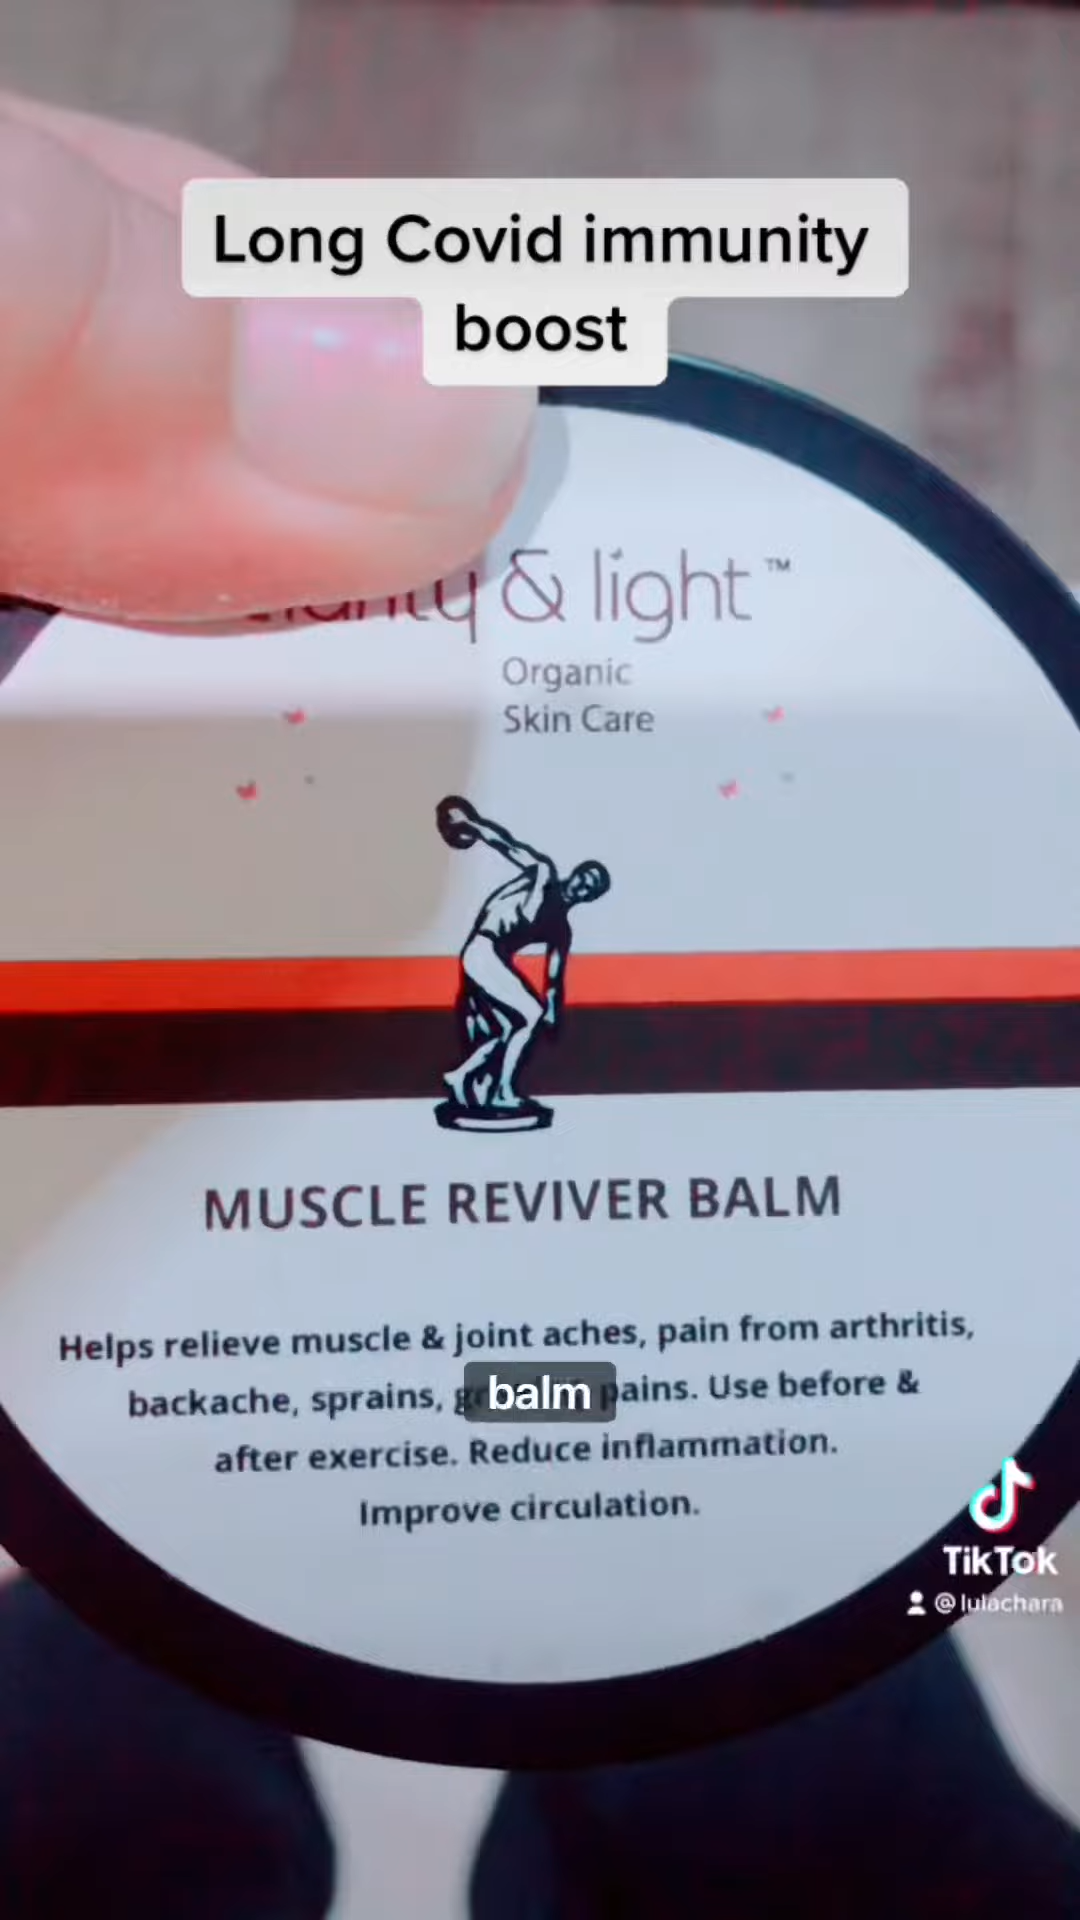 Long Covid immunity
boost
& light™
Organic
Skin Care
MUSCLE REVIVER BALM
Helps relieve muscle & joint aches, pain from arthritis,
backache, sprains, pains. Use before &
balm
after exercise. Reduce inflammation.
Improve circulation.
TikTok
@lulachara